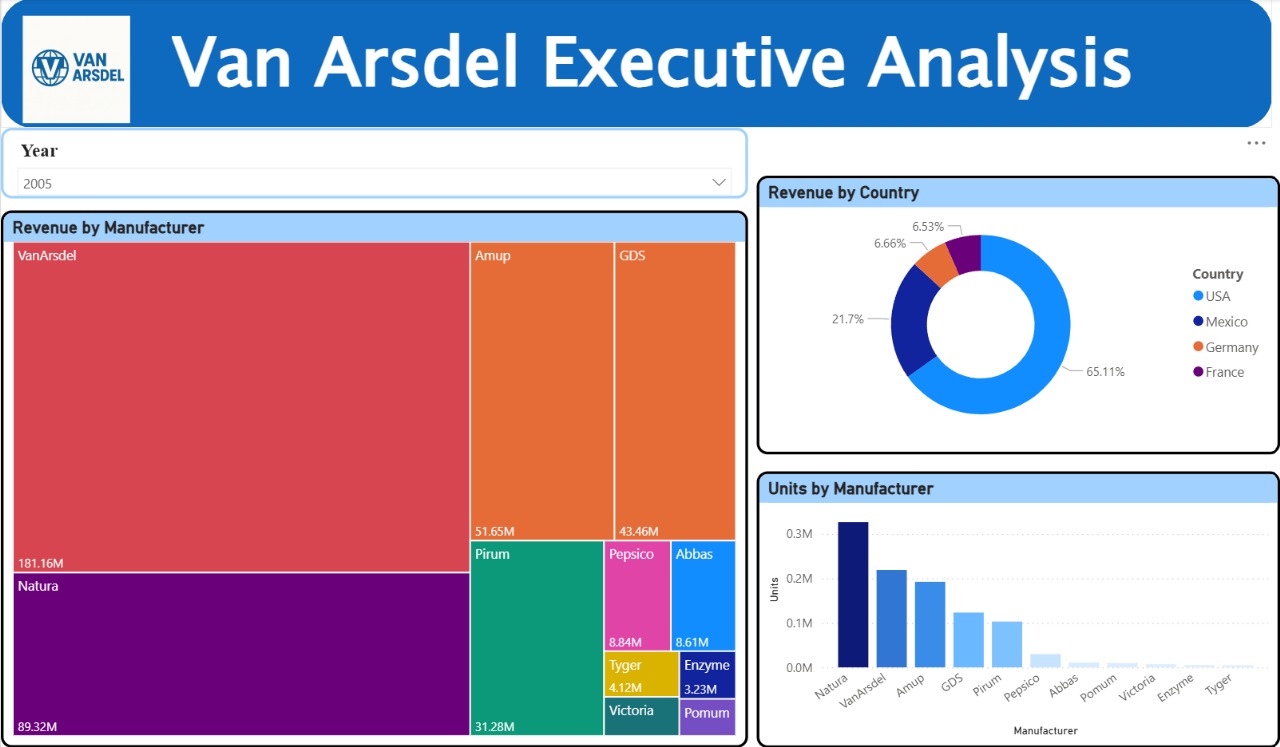 VAN
ARSDEL
Van Arsdel Executive Analysis
Year
2005
Revenue by Manufacturer
VanArsdel
181.16M
Natura
89.32M
Amup
51.65M
GDS
43.46M
Pirum
31.28M
Pepsico
8.84M
Abbas
8.61M
Tyger
4.12M
Enzyme
3.23M
Victoria
Pomum
Revenue by Country
6.53%
6.66%
21.7%
65.11%
Country
USA
Mexico
Germany
France
Units by Manufacturer
Units
0.3M
0.2M
0.1M
0.0M
Natura
VanArsdel
Amup
GDS
Pirum
Pepsico
Abbas
Pomum
Victoria
Enzyme
Tyger
Manufacturer